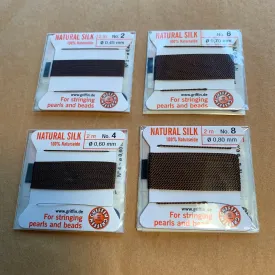 NATURAL SILK 2 m No. 2
100% Naturseide Ø 0,45 mm
www.griffin.de
For stringing
pearls and beads
NATURAL SILK 2 m No. 6
100% Naturseide Ø 0,70 mm
www.griffin.de
For stringing
pearls and beads
NATURAL SILK 2 m No. 4
100% Naturseide Ø 0,60 mm
www.griffin.de
For stringing
pearls and beads
NATURAL SILK 2 m No. 8
100% Naturseide Ø 0,80 mm
www.griffin.de
For stringing
pearls and beads